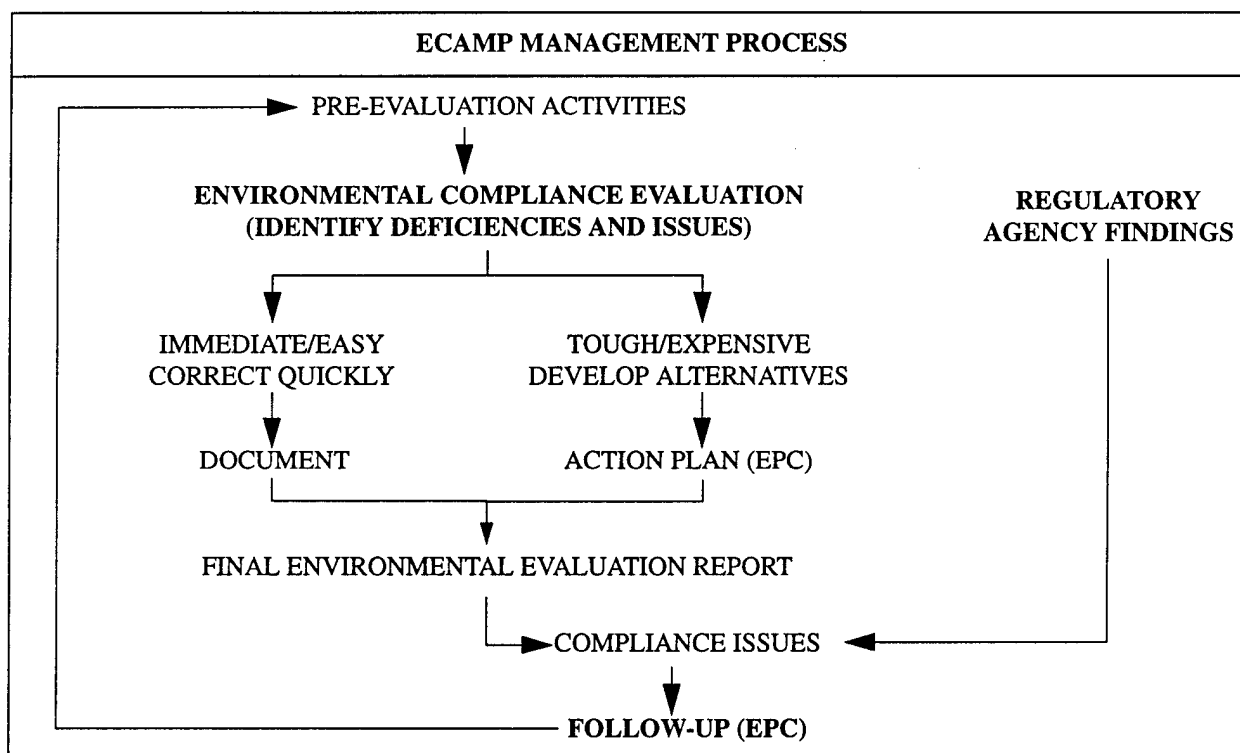 ECAMP MANAGEMENT PROCESS
PRE-EVALUATION ACTIVITIES
ENVIRONMENTAL COMPLIANCE EVALUATION
(IDENTIFY DEFICIENCIES AND ISSUES)
REGULATORY
AGENCY FINDINGS
IMMEDIATE/EASY
CORRECT QUICKLY
TOUGH/EXPENSIVE
DEVELOP ALTERNATIVES
DOCUMENT
ACTION PLAN (EPC)
FINAL ENVIRONMENTAL EVALUATION REPORT
COMPLIANCE ISSUES
FOLLOW-UP (EPC)